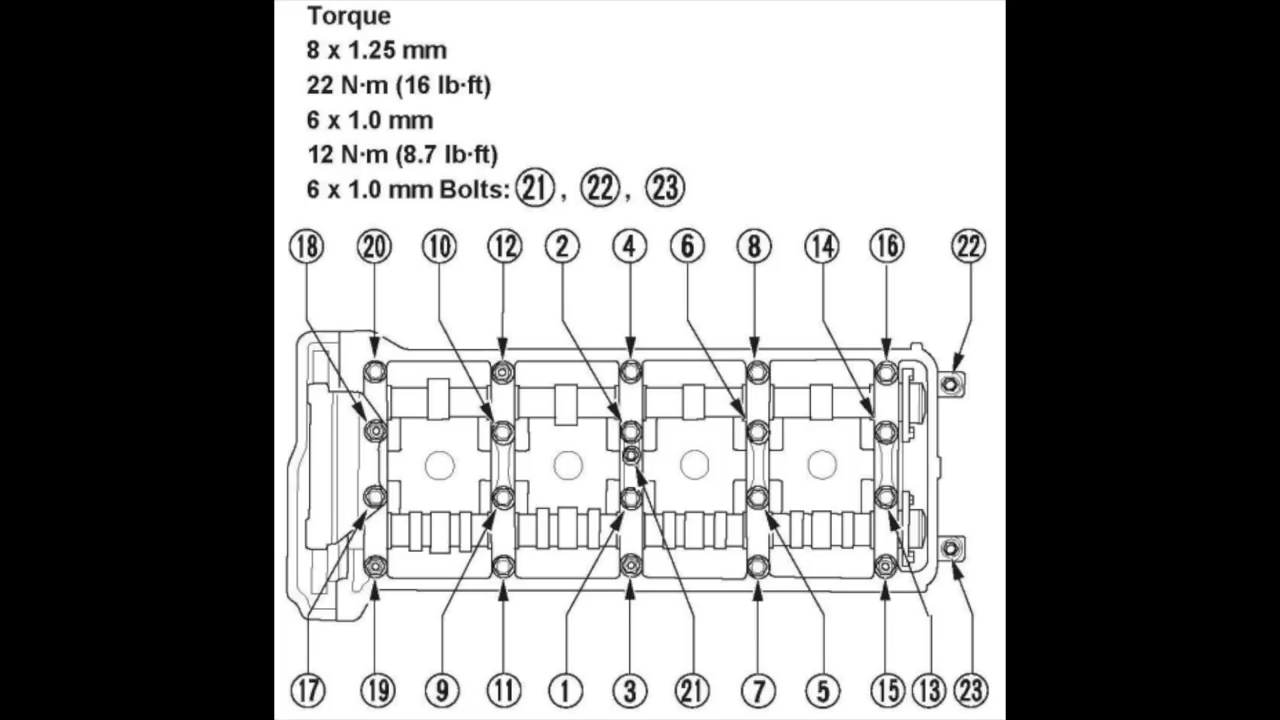 Torque
8 x 1.25 mm
22 N·m (16 lb·ft)
6 x 1.0 mm
12 N·m (8.7 lb·ft)
6 x 1.0 mm Bolts: 21 , 22 , 23
18 20 10 12 2 4 6 8 14 16 22
17 19 9 11 1 3 21 7 5 15 13 23